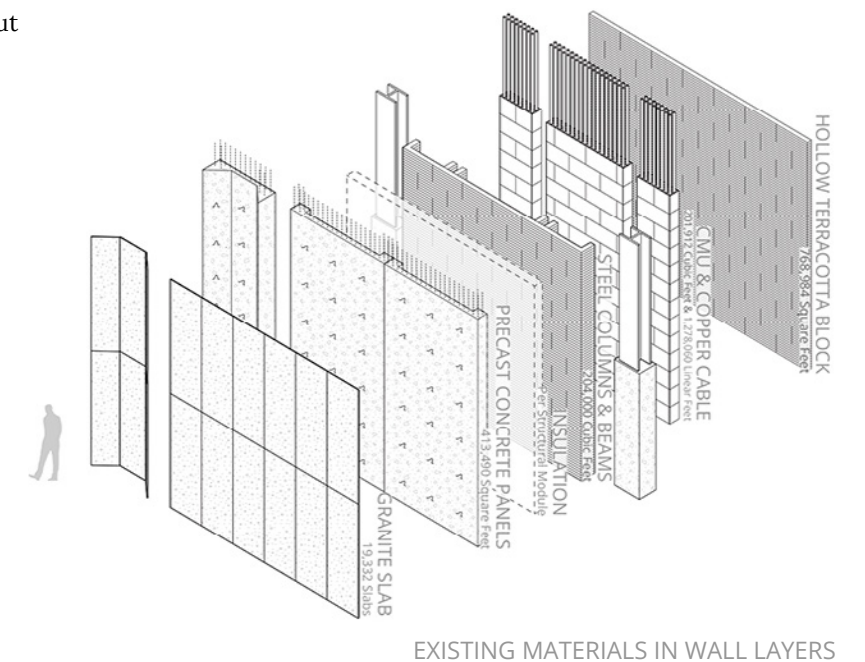 ut
HOLLOW TERRACOTTA BLOCK
768,984 Square Feet
CMU & COPPER CABLE
201,912 Cubic Feet & 1,278,060 Linear Feet
STEEL COLUMNS & BEAMS
204,000 Cubic Feet
INSULATION
Per Structural Module
PRECAST CONCRETE PANELS
413,490 Square Feet
GRANITE SLAB
19,332 Slabs
EXISTING MATERIALS IN WALL LAYERS